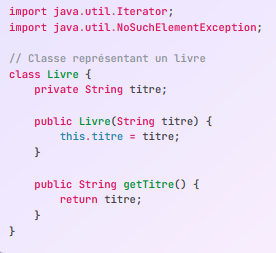 import java.util.Iterator;
import java.util.NoSuchElementException;
// Classe représentant un livre
class Livre {
    private String titre;
    public Livre(String titre) {
        this.titre = titre;
    }
    public String getTitre() {
        return titre;
    }
}